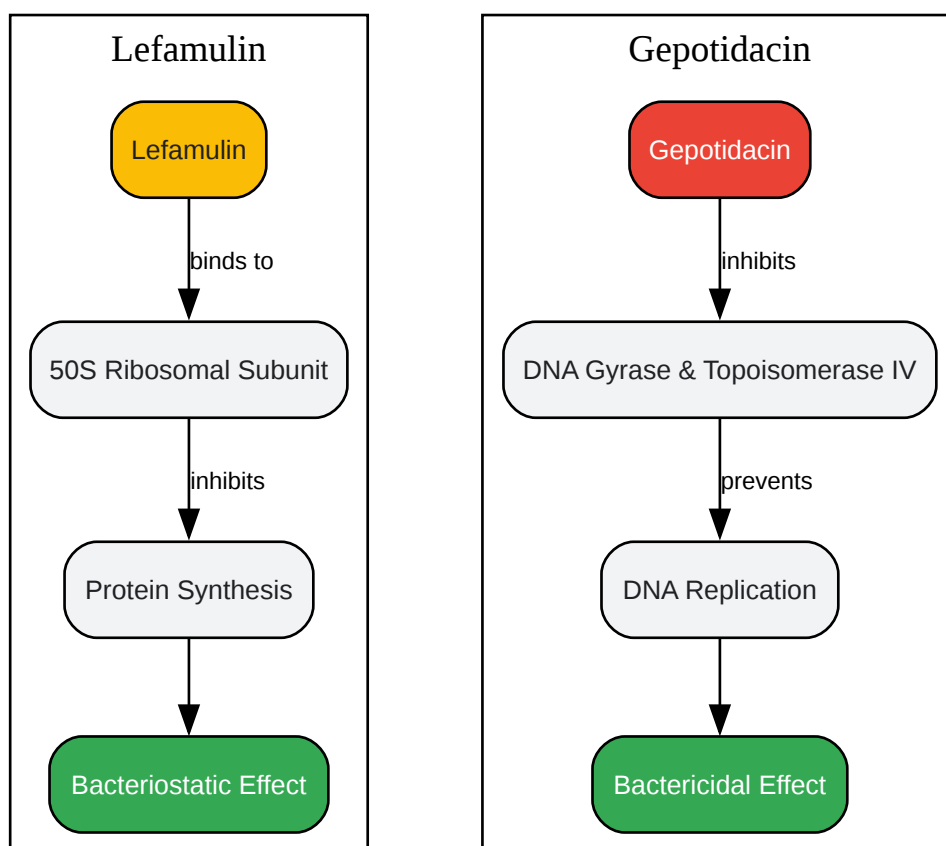 Lefamulin
Lefamulin
binds to
50S Ribosomal Subunit
inhibits
Protein Synthesis
Bacteriostatic Effect
Gepotidacin
Gepotidacin
inhibits
DNA Gyrase & Topoisomerase IV
prevents
DNA Replication
Bactericidal Effect